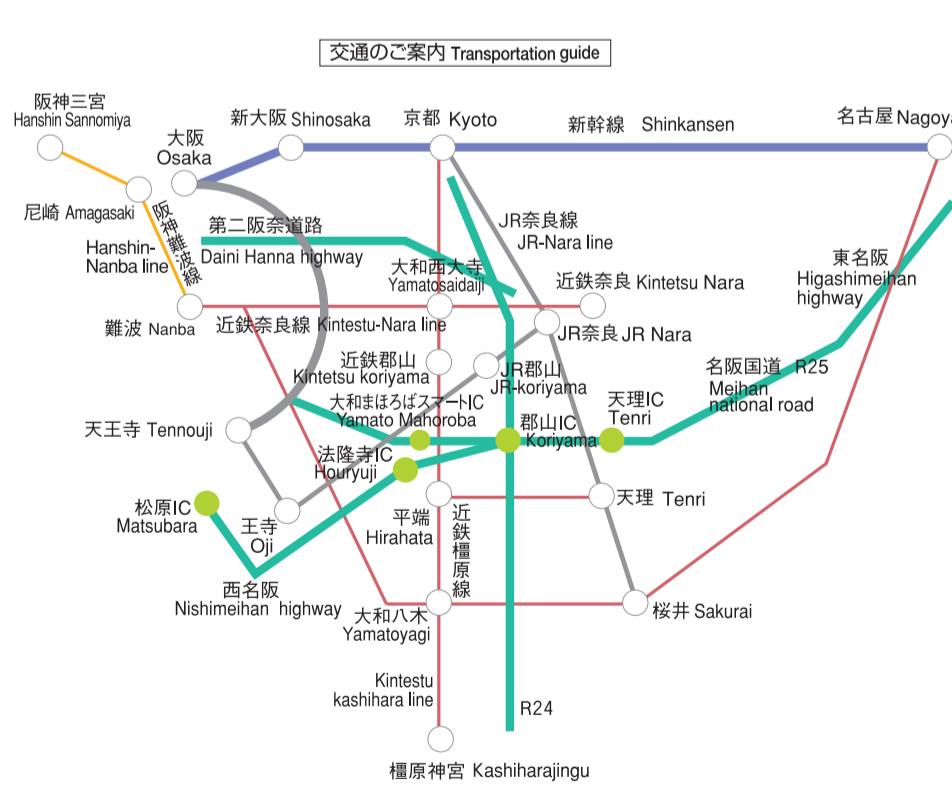 交通のご案内 Transportation guide
阪神三宮
Hanshin Sannomiya
大阪
Osaka
新大阪 Shinosaka
京都 Kyoto
新幹線 Shinkansen
名古屋 Nagoya
尼崎 Amagasaki
阪神難波線
Hanshin-
Nanba line
第二阪奈道路
Daini Hanna highway
JR奈良線
JR-Nara line
大和西大寺
Yamatosaidaiji
近鉄奈良 Kintetsu Nara
東名阪
Higashimeihan
highway
難波 Nanba
近鉄奈良線 Kintestu-Nara line
JR奈良 JR Nara
近鉄郡山
Kintetsu koriyama
JR郡山
JR-koriyama
名阪国道 R25
Meihan
national road
大和まほろばスマートIC
Yamato Mahoroba
天理IC
Tenri
天王寺 Tennouji
郡山IC
Koriyama
法隆寺IC
Houryuji
松原IC
Matsubara
王寺
Oji
平端
Hirahata
近鉄橿原線
天理 Tenri
西名阪
Nishimeihan highway
大和八木
Yamatoyagi
桜井 Sakurai
Kintestu
kashihara line
R24
橿原神宮 Kashiharajingu